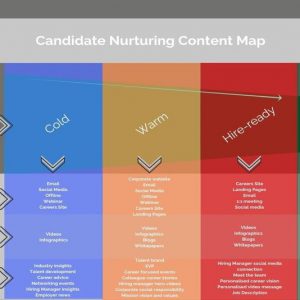 Candidate Nurturing Content Map
Cold
Warm
Hire-ready
Email
Social Media
Offline
Webinar
Careers Site
Corporate website
Email
Social Media
Offline
Webinar
Careers Site
Landing Pages
Careers Site
Landing Pages
Email
1:1 meeting
Social media
Videos
Infographics
Videos
Infographics
Blogs
Whitepapers
Videos
Infographics
Blogs
Whitepapers
Industry insights
Talent development
Career advice
Networking events
Hiring Manager Insights
Employer news
Talent brand
EVP
Career focused events
Colleague career stories
Hiring manager hero videos
Corporate social responsibility
Mission vision and values
Hiring Manager social media
connection
Meet the team
Personalised career vision
Personalised video message
Job Description